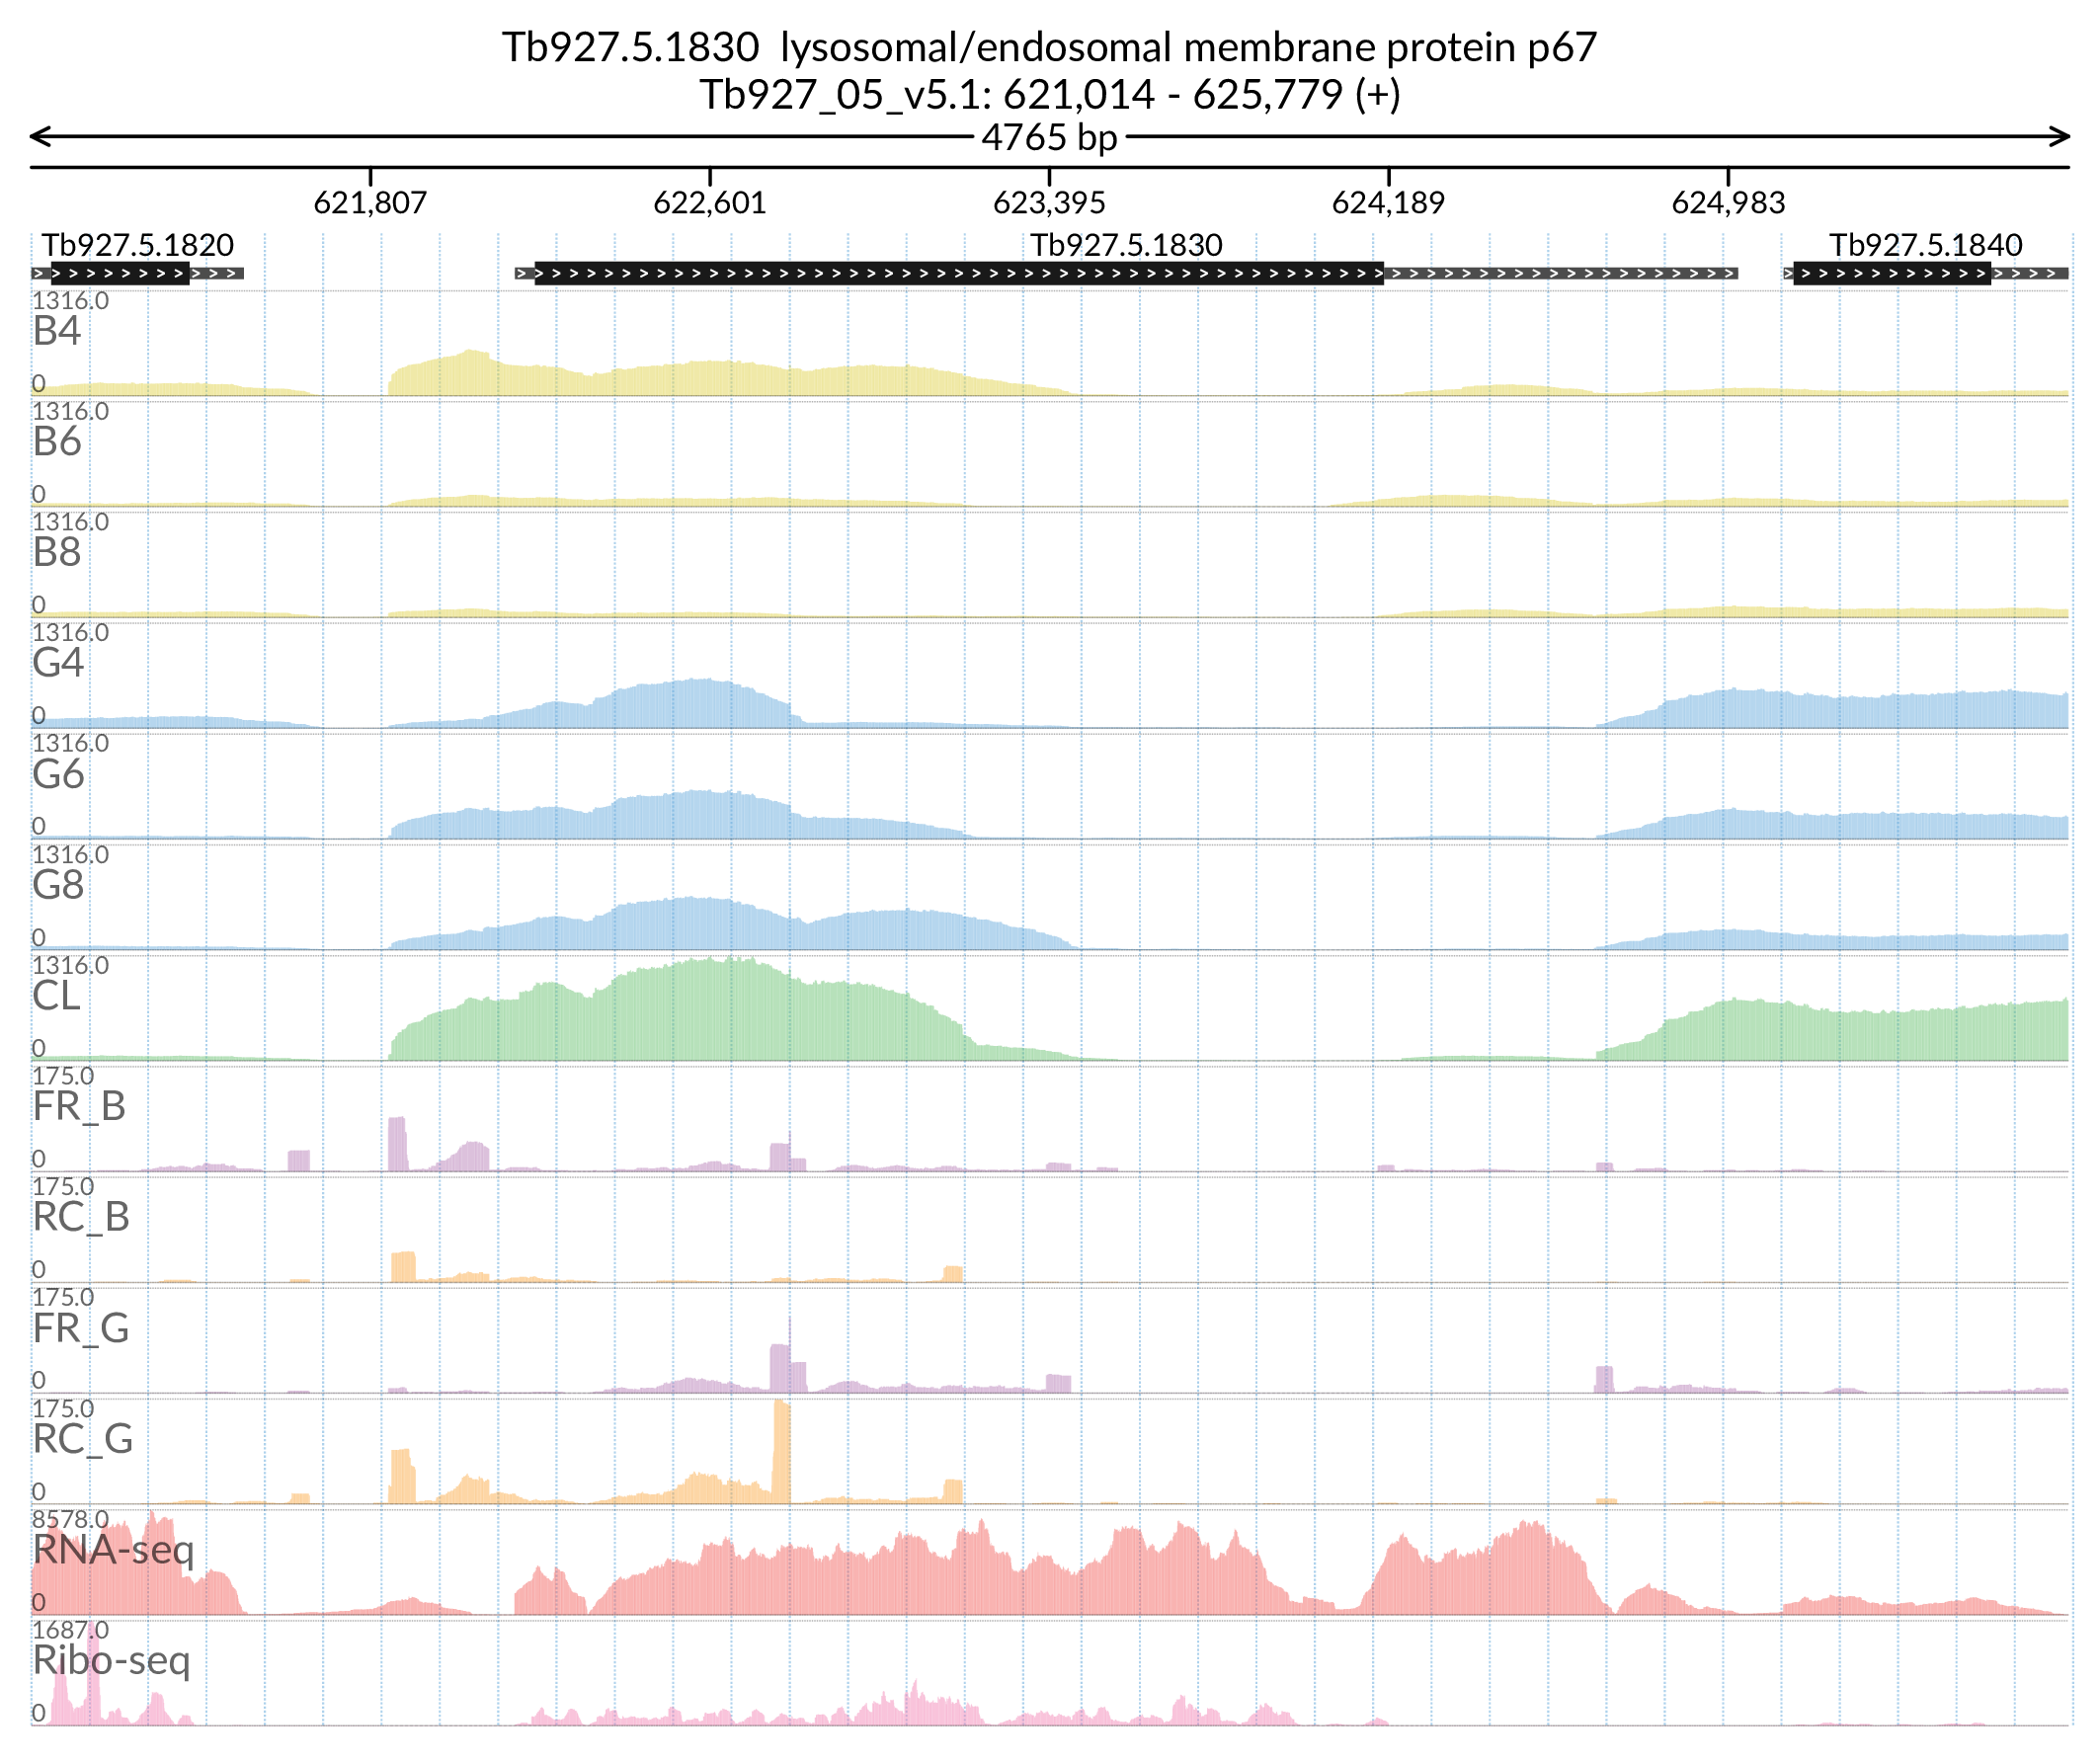 Tb927.5.1830  lysosomal/endosomal membrane protein p67
Tb927_05_v5.1: 621,014 - 625,779 (+)
4765 bp
621,807 622,601 623,395 624,189 624,983
Tb927.5.1820 Tb927.5.1830 Tb927.5.1840
1316.0
B4
0
1316.0
B6
0
1316.0
B8
0
1316.0
G4
0
1316.0
G6
0
1316.0
G8
0
1316.0
CL
0
175.0
FR_B
0
175.0
RC_B
0
175.0
FR_G
0
175.0
RC_G
0
8578.0
RNA-seq
0
1687.0
Ribo-seq
0